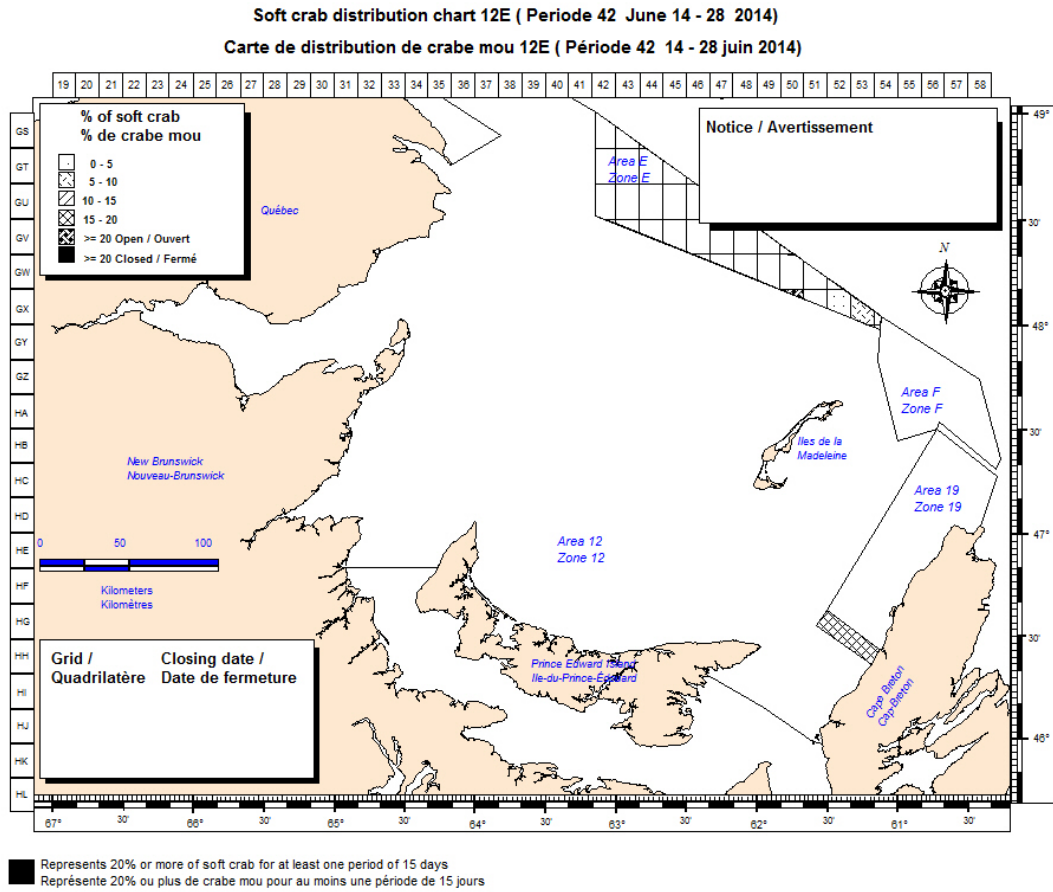 Soft crab distribution chart 12E ( Periode 42 June 14 - 28 2014)
Carte de distribution de crabe mou 12E ( Période 42 14 - 28 juin 2014)
19 20 21 22 23 24 25 26 27 28 29 30 31 32 33 34 35 37 38 39 40 41 42 43 44 45 46 47 48 49 50 51 52 53 54 55 56 57 58
% of soft crab
% de crabe mou
0 - 5
5 - 10
10 - 15
15 - 20
>= 20 Open / Ouvert
>= 20 Closed / Fermé
Notice / Avertissement
GS
GT
GU
GV
GW
GX
GY
GZ
HA
HB
HC
HD
HE
HF
HG
HH
HI
HJ
HK
HL
49°
30'
48°
30'
47°
30'
46°
Area E
Zone E
Québec
N
Area F
Zone F
Iles de la
Madeleine
New Brunswick
Nouveau-Brunswick
Area 19
Zone 19
Area 12
Zone 12
0 50 100
Kilometers
Kilomètres
Grid / Closing date /
Quadrilatère Date de fermeture
Prince Edward Island
Ile-du-Prince-Édouard
Cape Breton
Cap-Breton
67° 30' 66° 30' 65° 30' 64° 30' 63° 30' 62° 30' 61° 30'
Represents 20% or more of soft crab for at least one period of 15 days
Représente 20% ou plus de crabe mou pour au moins une période de 15 jours